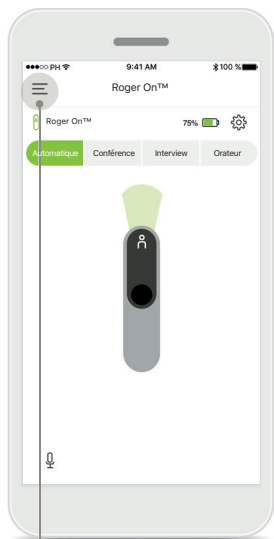 PH 9:41 AM 100 %
Roger On™
Roger On™ 75%
Automatique Conférence Interview Orateur